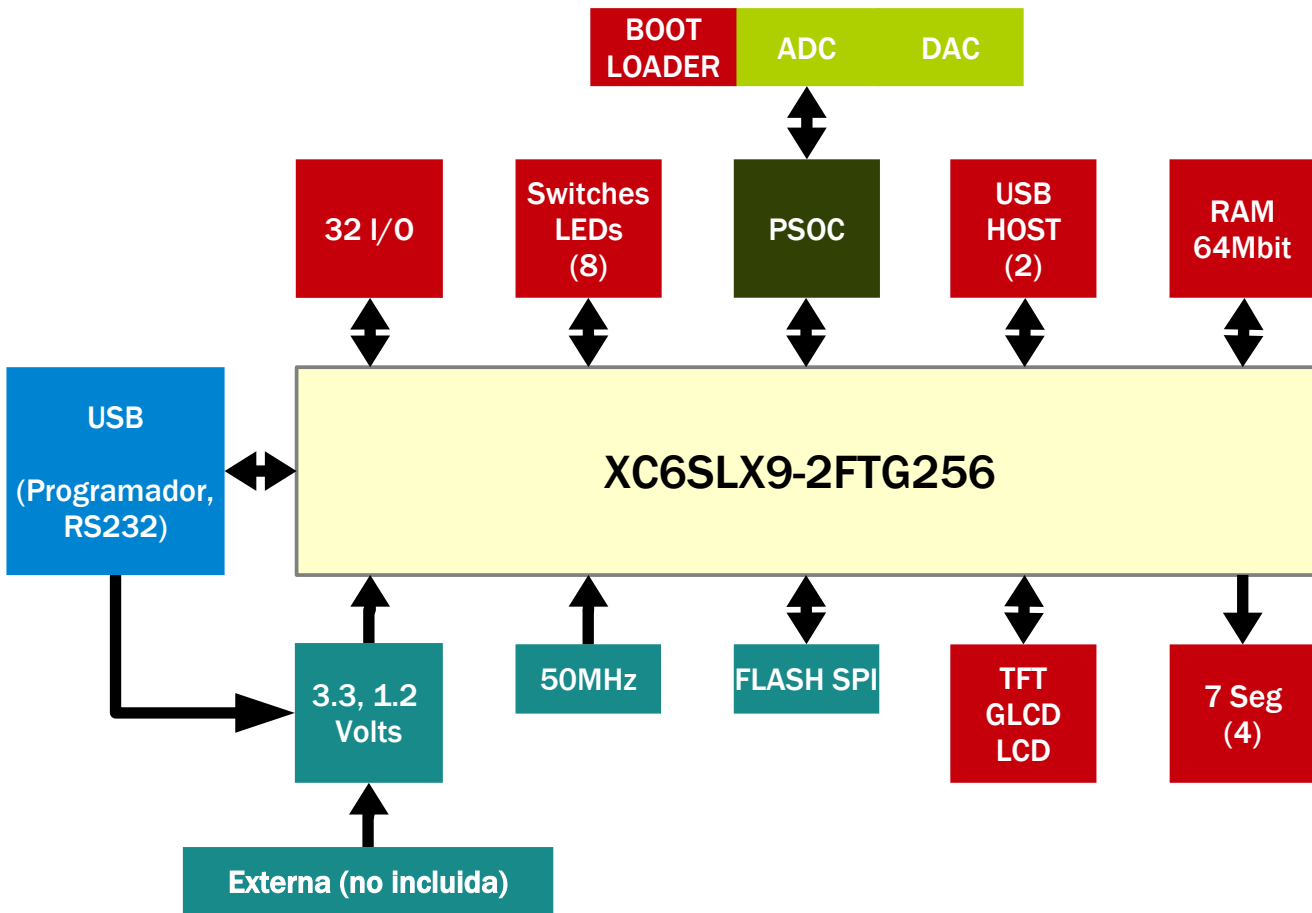 BOOT
LOADER
ADC
DAC
32 I/O
Switches
LEDs
(8)
PSOC
USB
HOST
(2)
RAM
64Mbit
USB
(Programador,
RS232)
XC6SLX9-2FTG256
3.3, 1.2
Volts
50MHz
FLASH SPI
TFT
GLCD
LCD
7 Seg
(4)
Externa (no incluida)